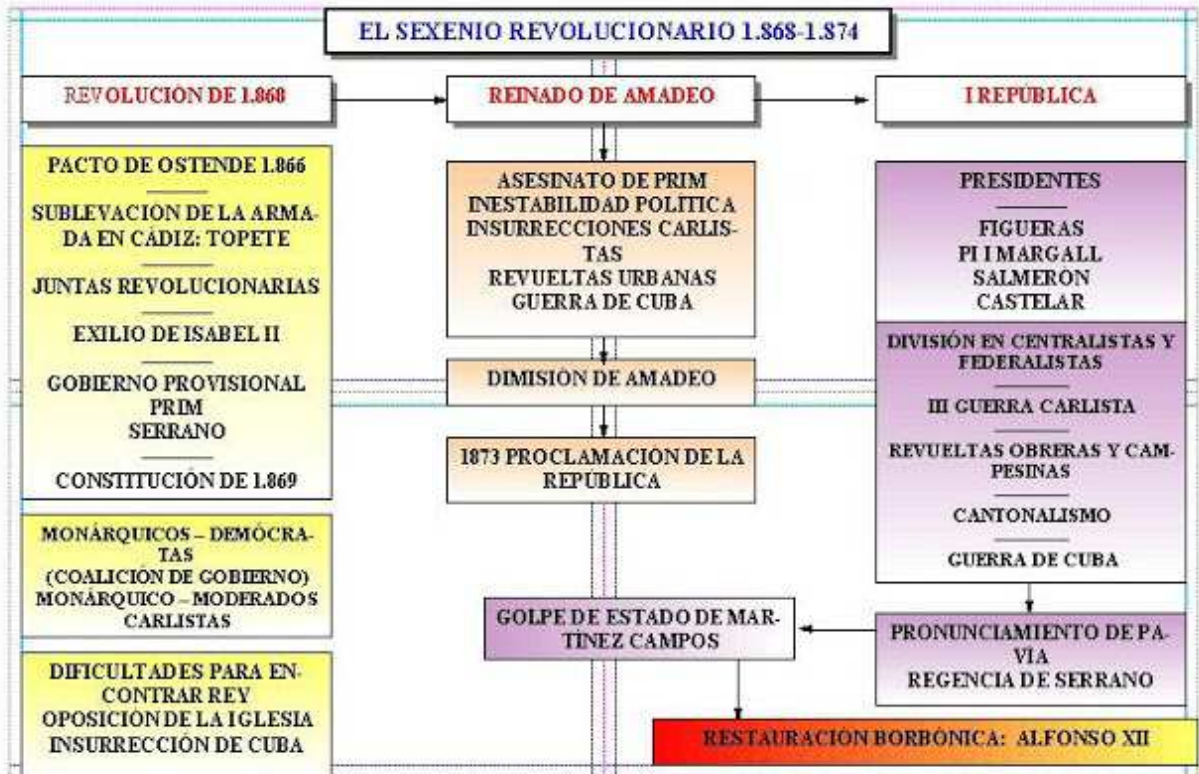 EL SEXENIO REVOLUCIONARIO 1.868-1.874
REVOLUCIÓN DE 1.868
REINADO DE AMADEO
I REPÚBLICA
PACTO DE OSTENDE 1.866
SUBLEVACIÓN DE LA ARMA-
DA EN CÁDIZ: TOPETE
JUNTAS REVOLUCIONARIAS
EXILIO DE ISABEL II
GOBIERNO PROVISIONAL
PRIM
SERRANO
CONSTITUCIÓN DE 1.869
MONÁRQUICOS – DEMÓCRA-
TAS
(COALICIÓN DE GOBIERNO)
MONÁRQUICO – MODERADOS
CARLISTAS
DIFICULTADES PARA EN-
CONTRAR REY
OPOSICIÓN DE LA IGLESIA
INSURRECCIÓN DE CUBA
ASESINATO DE PRIM
INESTABILIDAD POLÍTICA
INSURRECCIONES CARLIS-
TAS
REVUELTAS URBANAS
GUERRA DE CUBA
DIMISIÓN DE AMADEO
1873 PROCLAMACIÓN DE LA
REPÚBLICA
PRESIDENTES
FIGUERAS
PI I MARGALL
SALMERÓN
CASTELAR
DIVISIÓN EN CENTRALISTAS Y
FEDERALISTAS
III GUERRA CARLISTA
REVUELTAS OBRERAS Y CAM-
PESINAS
CANTONALISMO
GUERRA DE CUBA
PRONUNCIAMIENTO DE PA-
VIA
REGENCIA DE SERRANO
GOLPE DE ESTADO DE MAR-
TÍNEZ CAMPOS
RESTAURACIÓN BORBÓNICA: ALFONSO XII